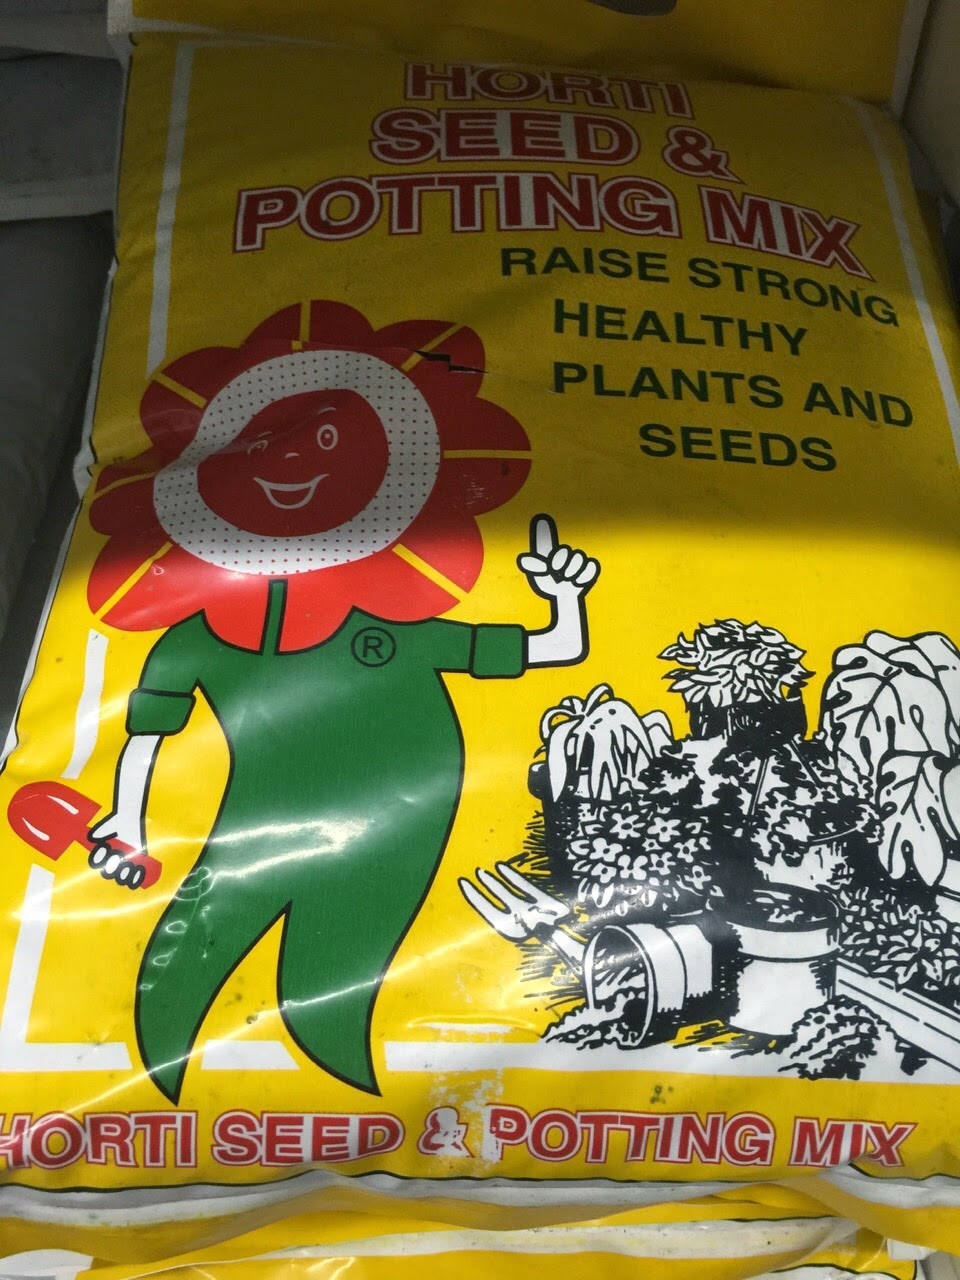 HORTI
SEED &
POTTING MIX
RAISE STRONG
HEALTHY
PLANTS AND
SEEDS
®
HORTI SEED & POTTING MIX